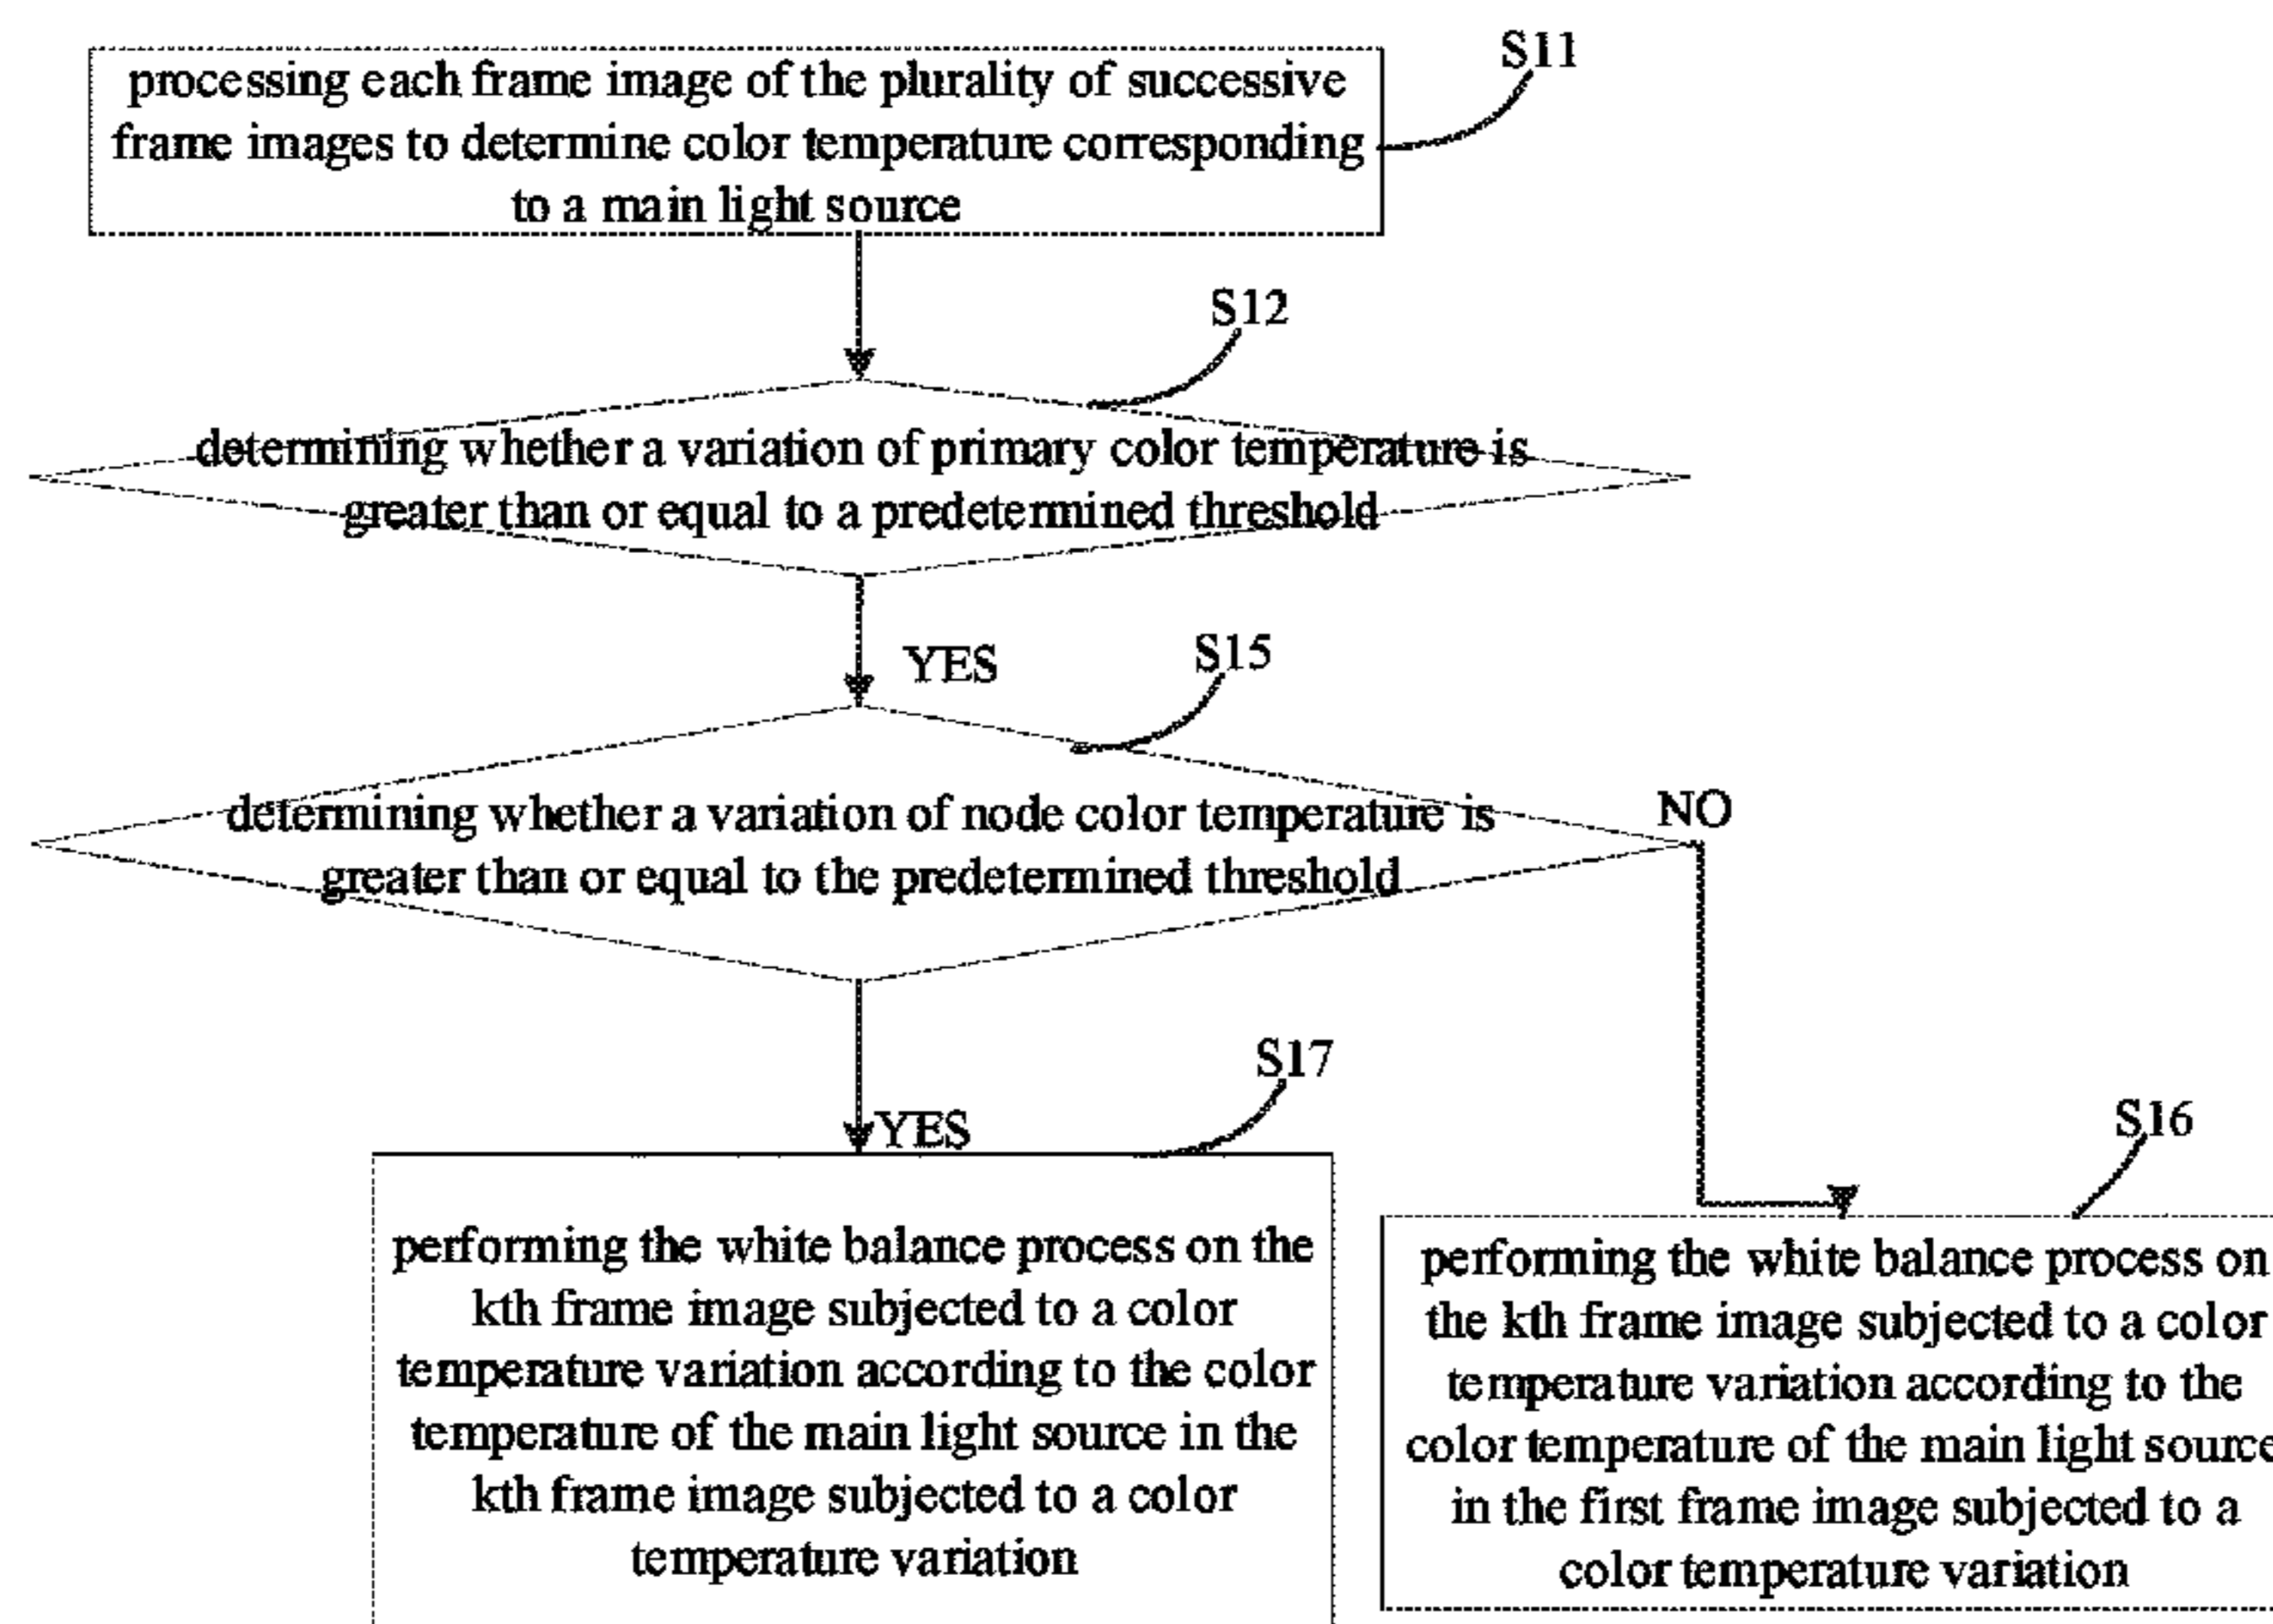 S11
processing each frame image of the plurality of successive
frame images to determine color temperature corresponding
to a main light source
S12
determining whether a variation of primary color temperature is
greater than or equal to a predetermined threshold
YES
S15
determining whether a variation of node color temperature is
greater than or equal to the predetermined threshold
NO
YES
S17
performing the white balance process on the
kth frame image subjected to a color
temperature variation according to the color
temperature of the main light source in the
kth frame image subjected to a color
temperature variation
S16
performing the white balance process on
the kth frame image subjected to a color
temperature variation according to the
color temperature of the main light source
in the first frame image subjected to a
color temperature variation